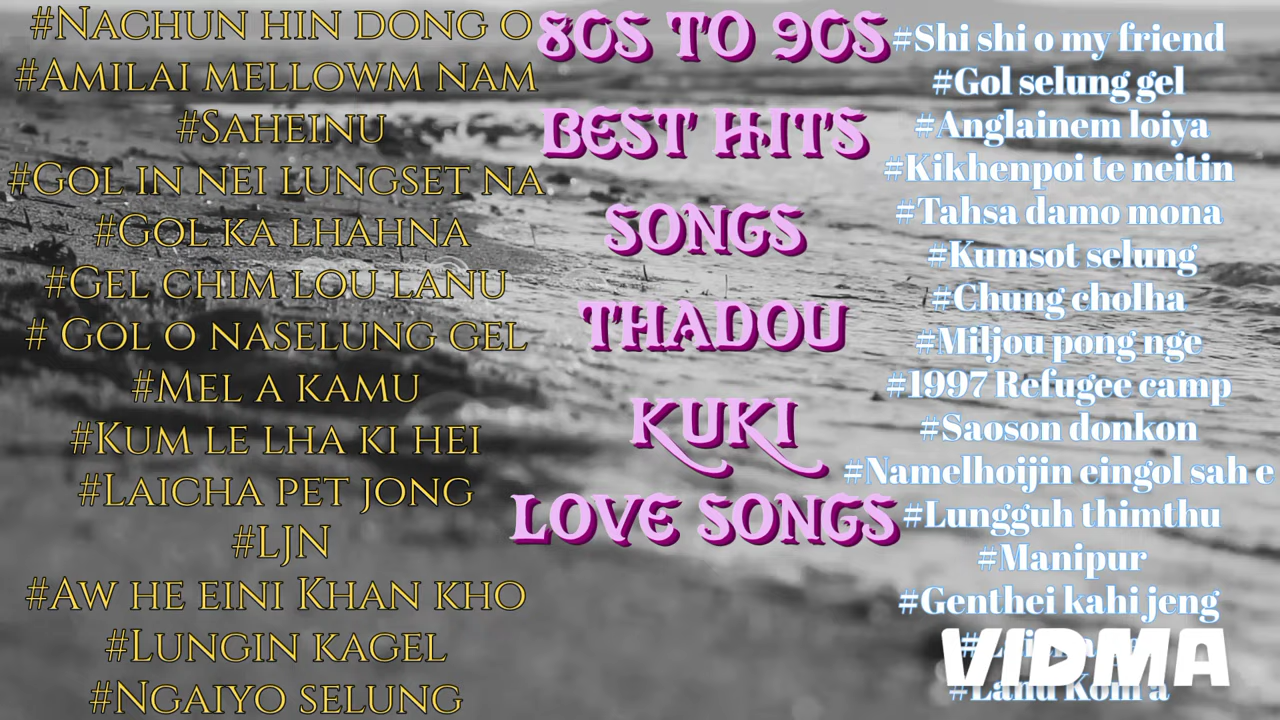 #Nachun hin dong o
#Amilai mellowm nam
#Saheinu
#Gol in nei lungset na
#Gol ka lhahna
#Gel chim lou lanu
# Gol o naselung gel
#Mel a kamu
#Kum le lha ki hei
#Laicha pet jong
#LJN
#Aw he eini Khan kho
#Lungin kagel
#Ngaiyo selung
80s to 90s
Best Hits
Songs
Thadou
Kuki
Love Songs
#Shi shi o my friend
#Gol selung gel
#Anglainem loiya
#Kikhenpoi te neitin
#Tahsa damo mona
#Kumsot selung
#Chung cholha
#Miljou pong nge
#1997 Refugee camp
#Saoson donkon
#Namelhoijin eingol sah e
#Lungguh thimthu
#Manipur
#Genthei kahi jeng
#Lanu
VIDMA